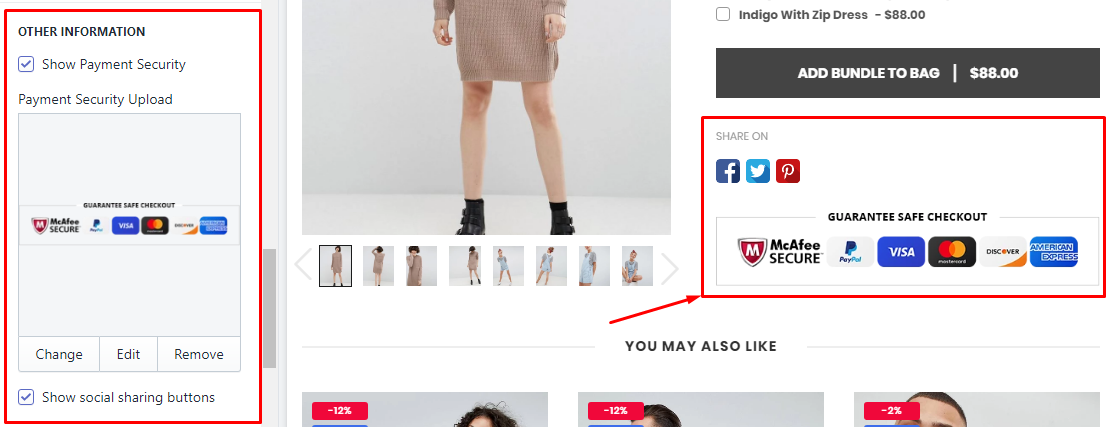 OTHER INFORMATION
Show Payment Security
Payment Security Upload
GUARANTEE SAFE CHECKOUT
McAfee
SECURE
PayPal
VISA
mastercard
DISCOVER
AMERICAN
EXPRESS
Change
Edit
Remove
Show social sharing buttons
Indigo With Zip Dress - $88.00
ADD BUNDLE TO BAG | $88.00
SHARE ON
GUARANTEE SAFE CHECKOUT
McAfee
SECURE
PayPal
VISA
mastercard
DISCOVER
AMERICAN
EXPRESS
YOU MAY ALSO LIKE
-12%
-12%
-2%